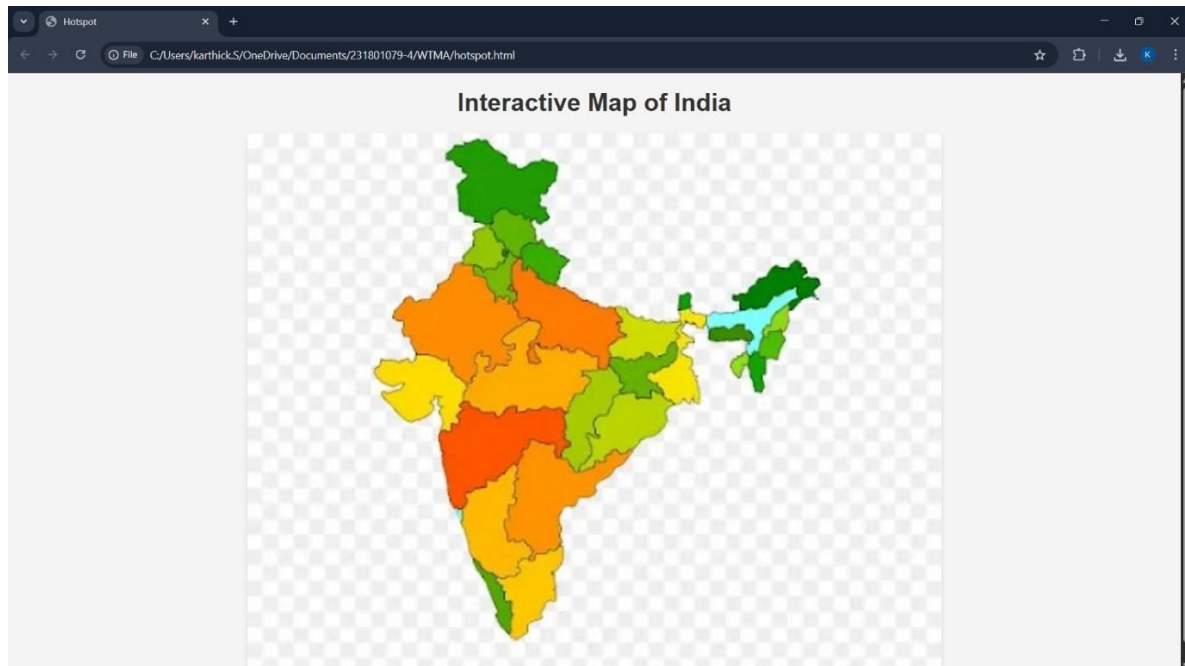 Hotspot
File C:/Users/karthick.S/OneDrive/Documents/231801079-4/WTMA/hotspot.html
K
Interactive Map of India